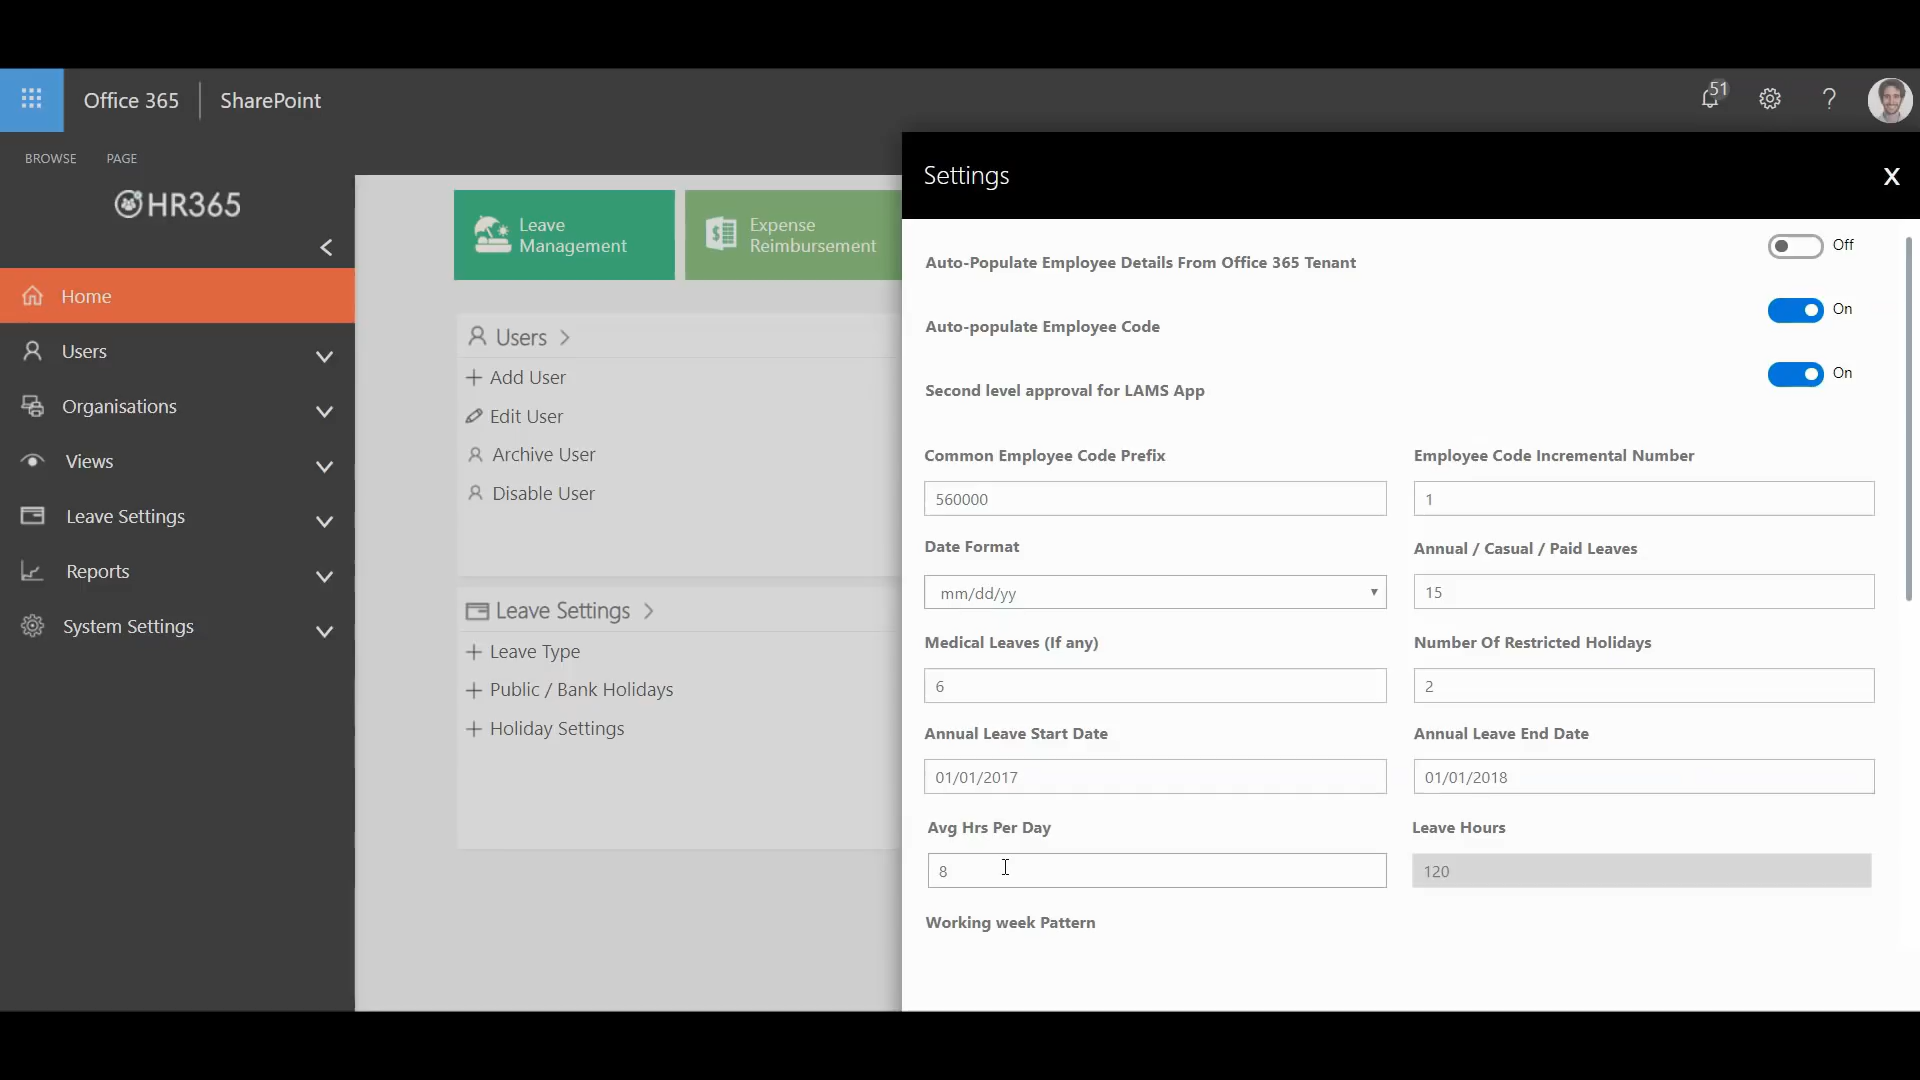 Office 365
SharePoint
51
?
BROWSE
PAGE
HR365
Home
Users
Organisations
Views
Leave Settings
Reports
System Settings
Leave
Management
Expense
Reimbursement
Users
Add User
Edit User
Archive User
Disable User
Leave Settings
Leave Type
Public / Bank Holidays
Holiday Settings
Settings
X
Auto-Populate Employee Details From Office 365 Tenant
Off
Auto-populate Employee Code
On
Second level approval for LAMS App
On
Common Employee Code Prefix
560000
Employee Code Incremental Number
1
Date Format
mm/dd/yy
Annual / Casual / Paid Leaves
15
Medical Leaves (If any)
6
Number Of Restricted Holidays
2
Annual Leave Start Date
01/01/2017
Annual Leave End Date
01/01/2018
Avg Hrs Per Day
8
Leave Hours
120
Working week Pattern